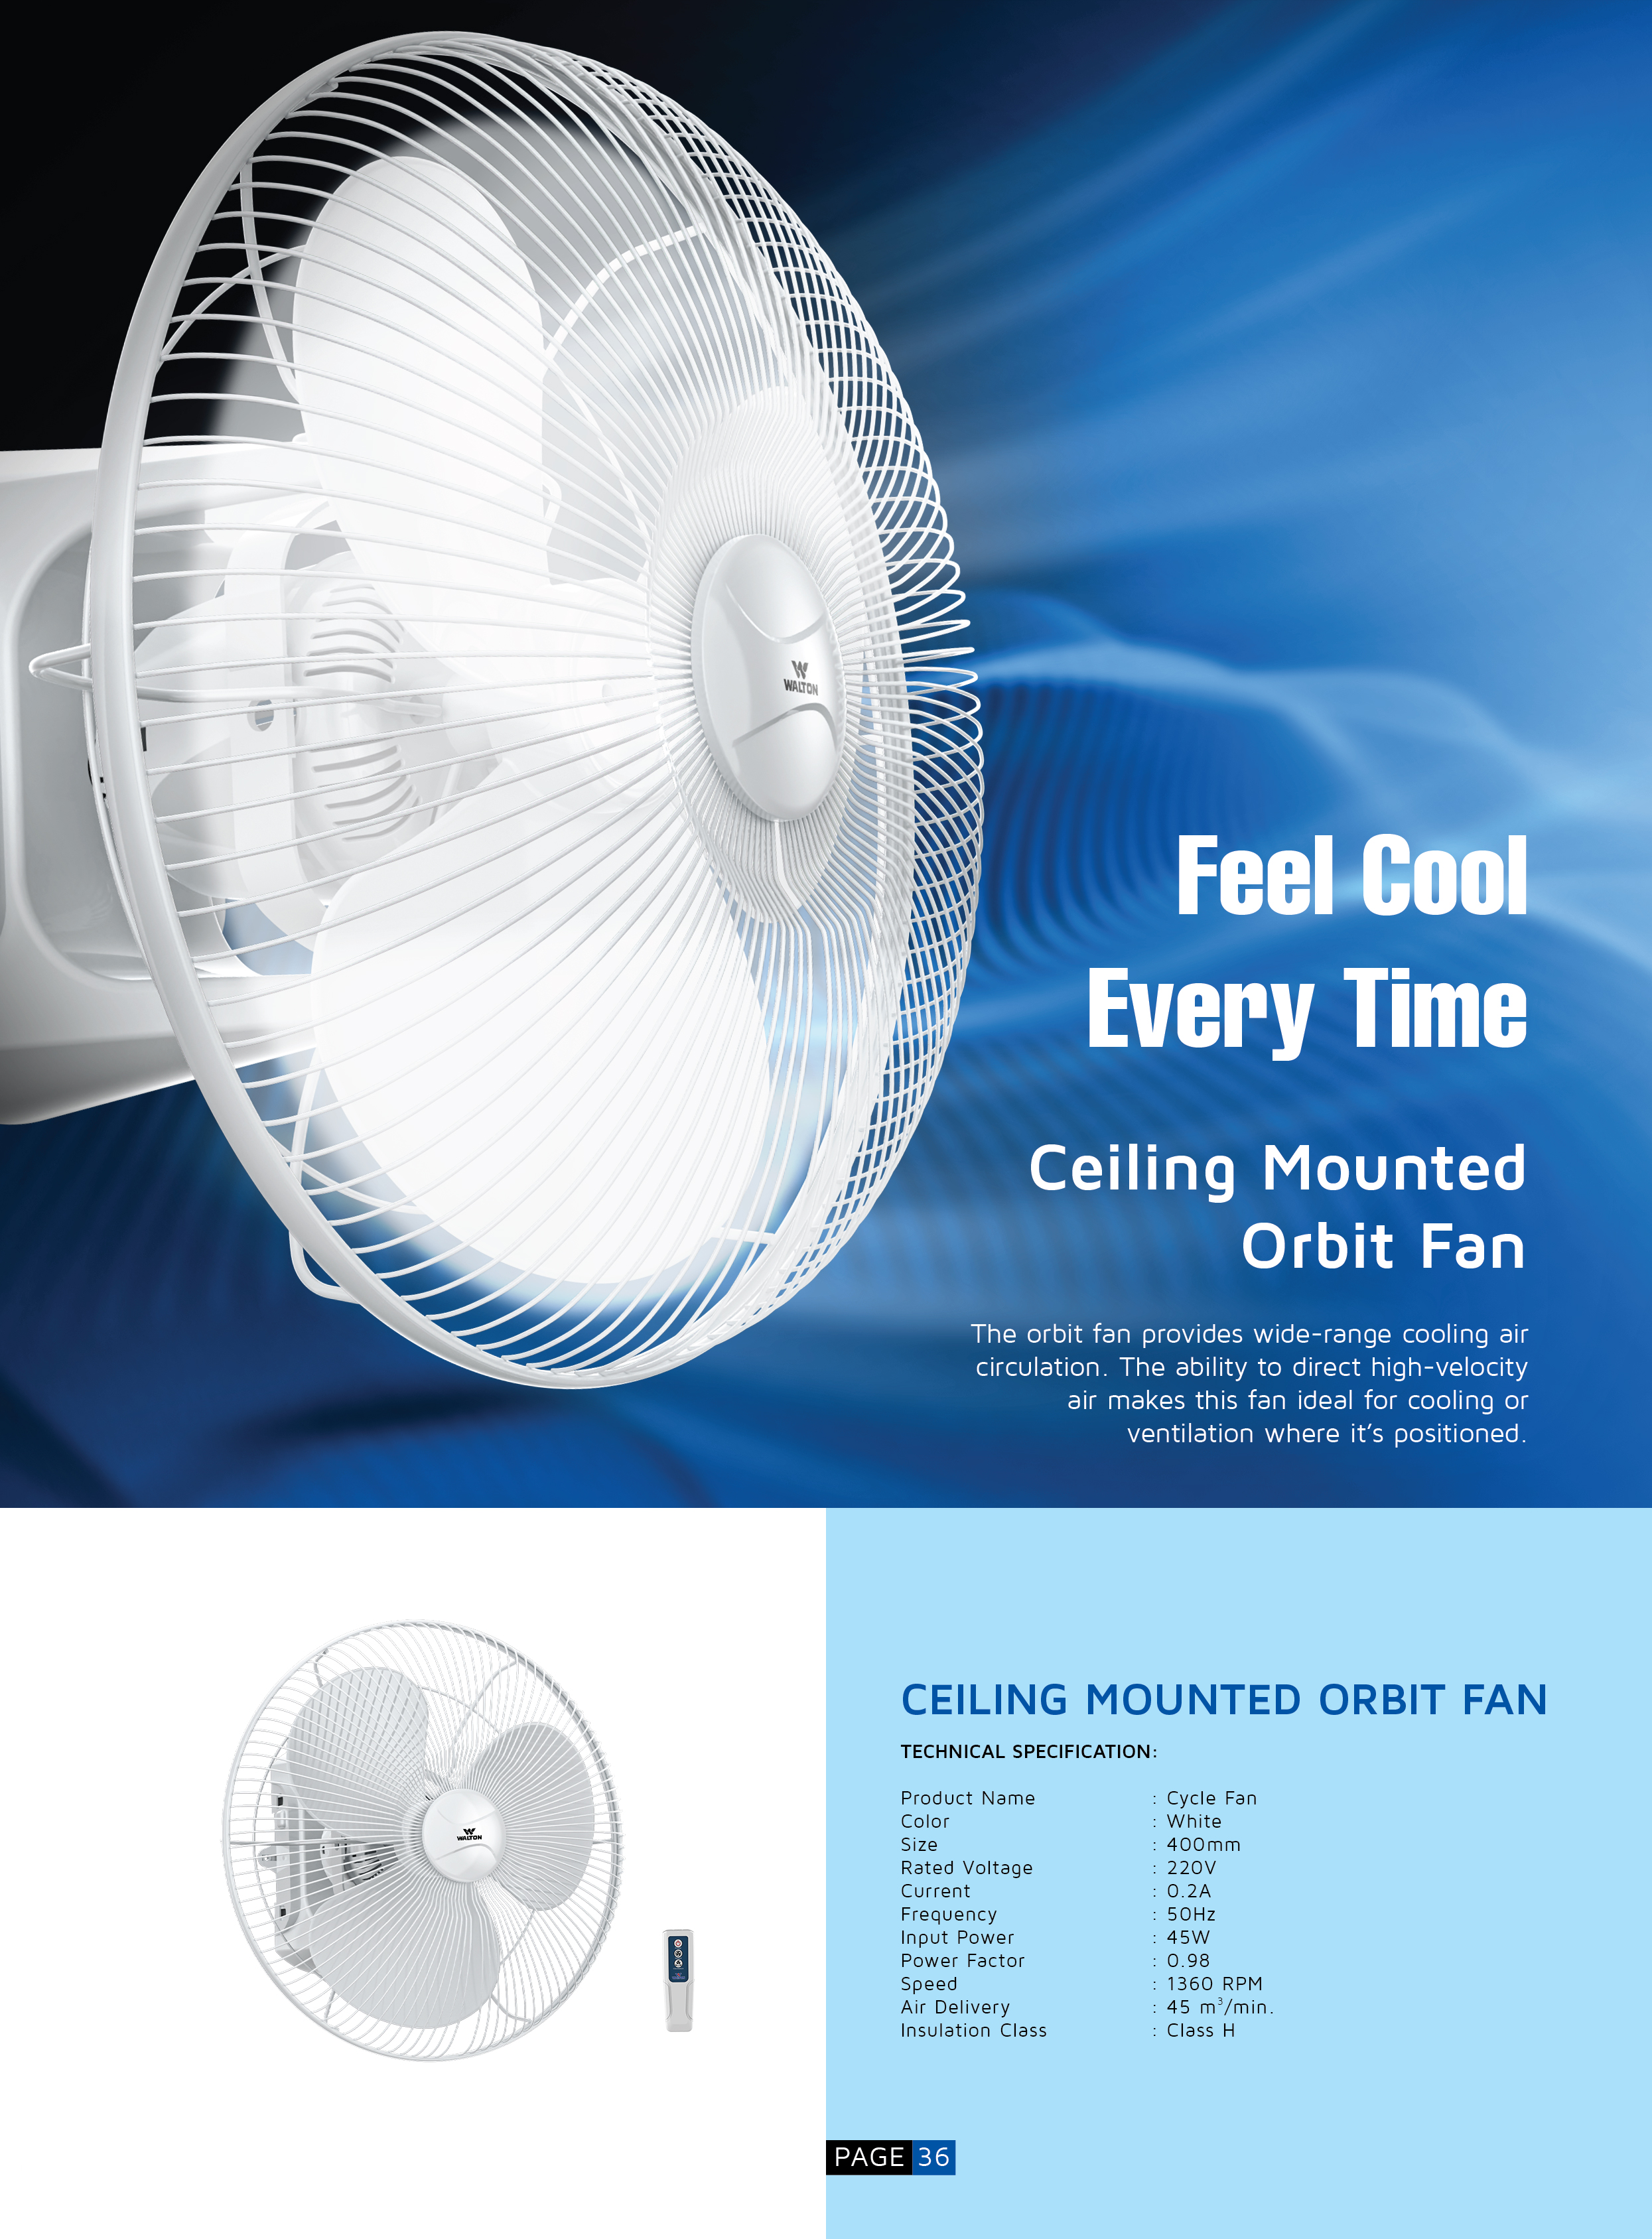 WALTON
Feel Cool
Every Time
Ceiling Mounted
Orbit Fan
The orbit fan provides wide-range cooling air
circulation. The ability to direct high-velocity
air makes this fan ideal for cooling or
ventilation where it’s positioned.
WALTON
CEILING MOUNTED ORBIT FAN
TECHNICAL SPECIFICATION:
Product Name : Cycle Fan
Color : White
Size : 400mm
Rated Voltage : 220V
Current : 0.2A
Frequency : 50Hz
Input Power : 45W
Power Factor : 0.98
Speed : 1360 RPM
Air Delivery : 45 m³/min.
Insulation Class : Class H
PAGE 36